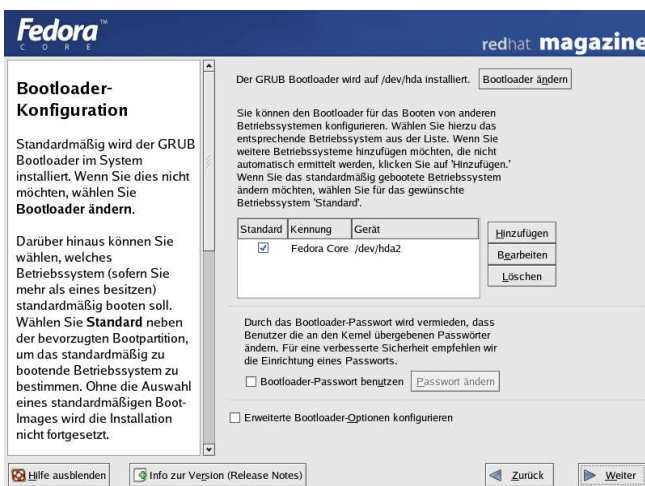 Fedora™
CORE
redhat magazine
Bootloader-
Konfiguration
Standardmäßig wird der GRUB
Bootloader im System
installiert. Wenn Sie dies nicht
möchten, wählen Sie
Bootloader ändern.
Darüber hinaus können Sie
wählen, welches
Betriebssystem (sofern Sie
mehr als eines besitzen)
standardmäßig booten soll.
Wählen Sie Standard neben
der bevorzugten Bootpartition,
um das standardmäßig zu
bootende Betriebssystem zu
bestimmen. Ohne die Auswahl
eines standardmäßigen Boot-
Images wird die Installation
nicht fortgesetzt.
Der GRUB Bootloader wird auf /dev/hda installiert. Bootloader ändern
Sie können den Bootloader für das Booten von anderen
Betriebssystemen konfigurieren. Wählen Sie hierzu das
entsprechende Betriebssystem aus der Liste. Wenn Sie
weitere Betriebssysteme hinzufügen möchten, die nicht
automatisch ermittelt werden, klicken Sie auf 'Hinzufügen.'
Wenn Sie das standardmäßig gebootete Betriebssystem
ändern möchten, wählen Sie für das gewünschte
Betriebssystem 'Standard'.
Standard Kennung Gerät
Fedora Core /dev/hda2
Hinzufügen
Bearbeiten
Löschen
Durch das Bootloader-Passwort wird vermieden, dass
Benutzer die an den Kernel übergebenen Passwörter
ändern. Für eine verbesserte Sicherheit empfehlen wir
die Einrichtung eines Passworts.
Bootloader-Passwort benutzen Passwort ändern
Erweiterte Bootloader-Optionen konfigurieren
Hilfe ausblenden Info zur Version (Release Notes) Zurück Weiter